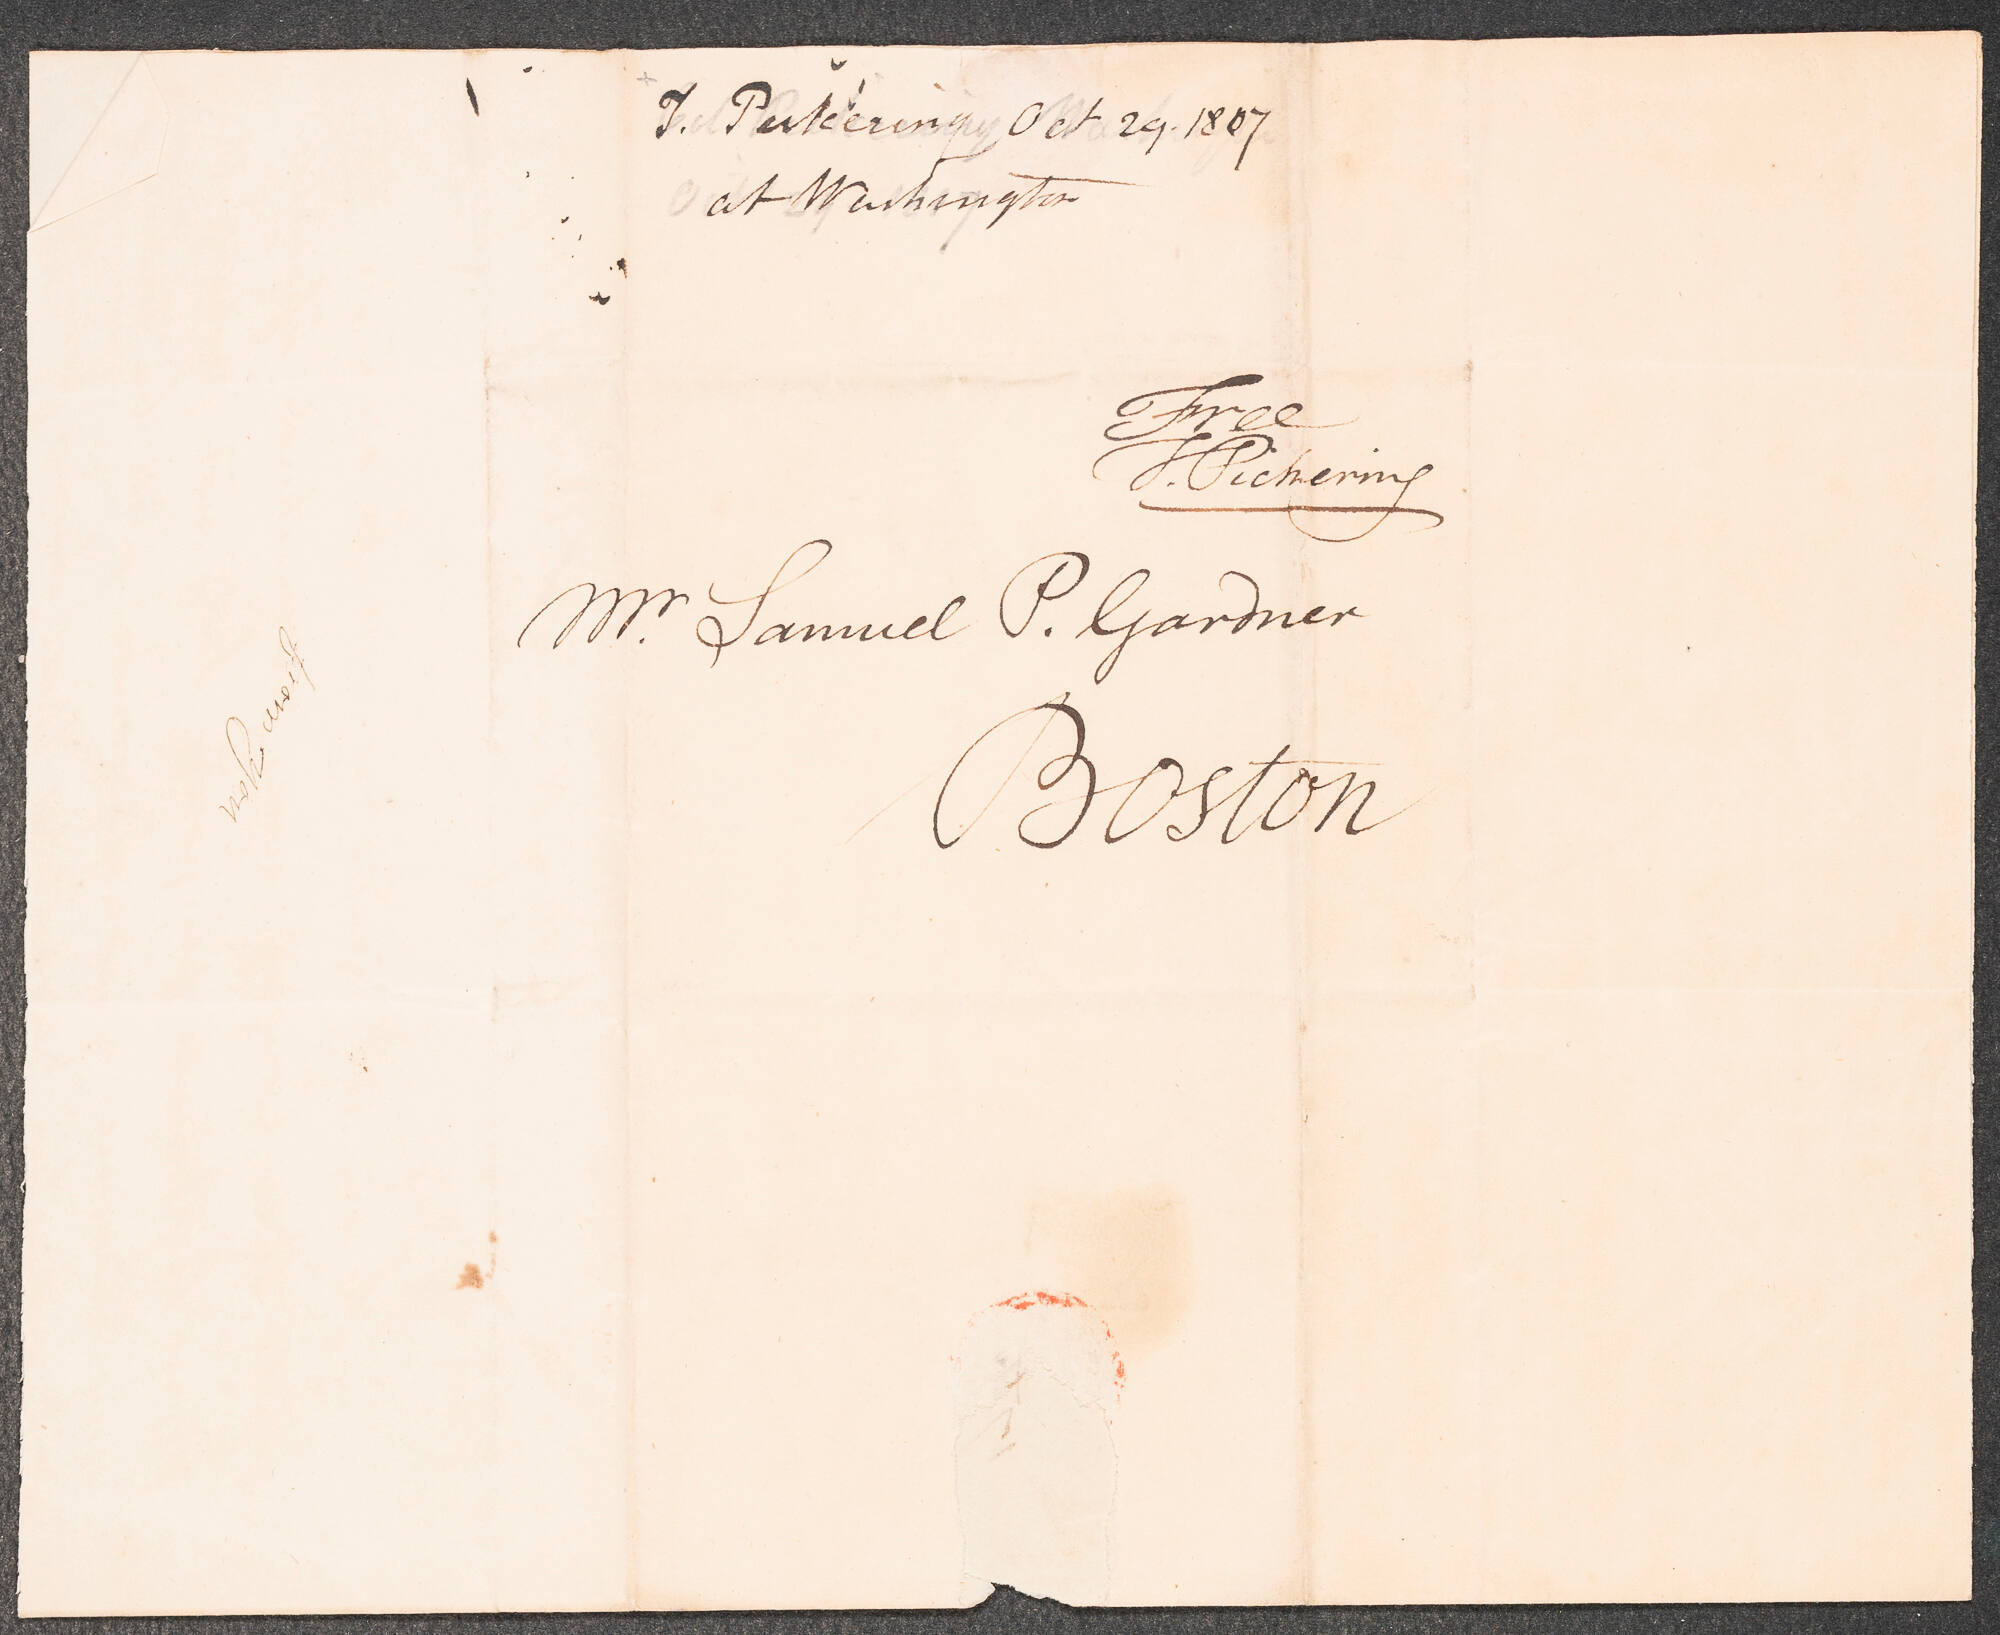 T. Pickering Oct 29. 1807
at Washington
Free
T. Pickering
Mr. Samuel P. Gardner
Boston